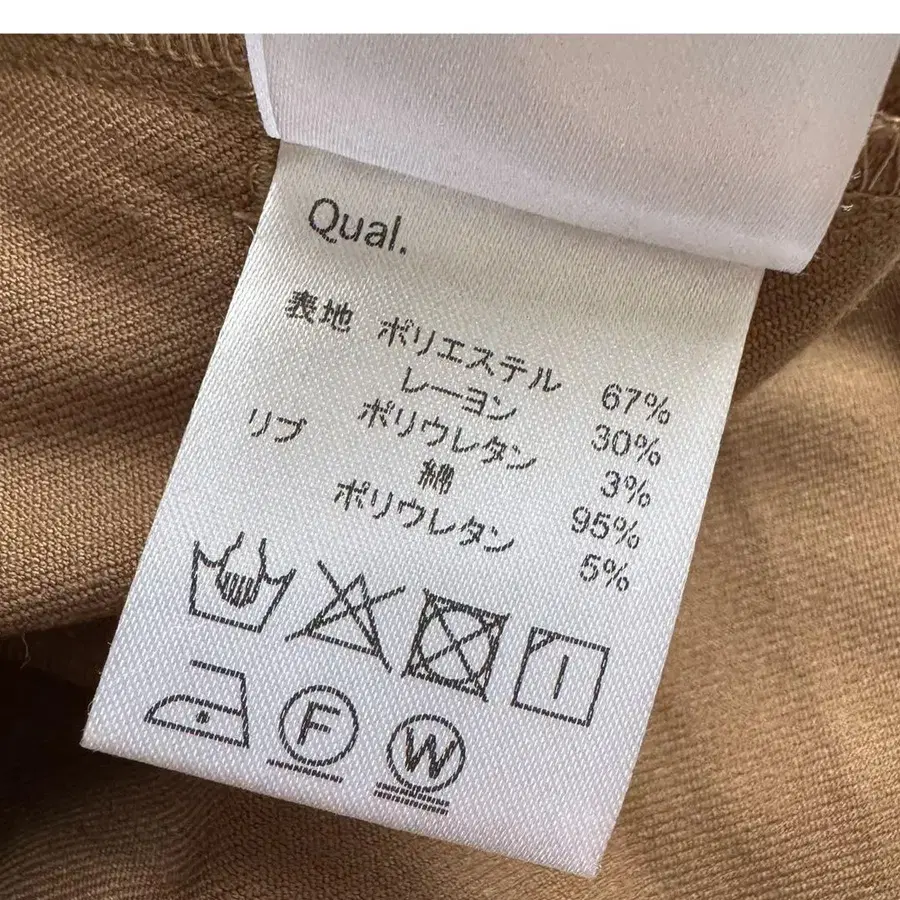 Qual.
表地 ポリエステル 67%
レーヨン 30%
ポリウレタン 3%
リブ 綿 95%
ポリウレタン 5%
F W